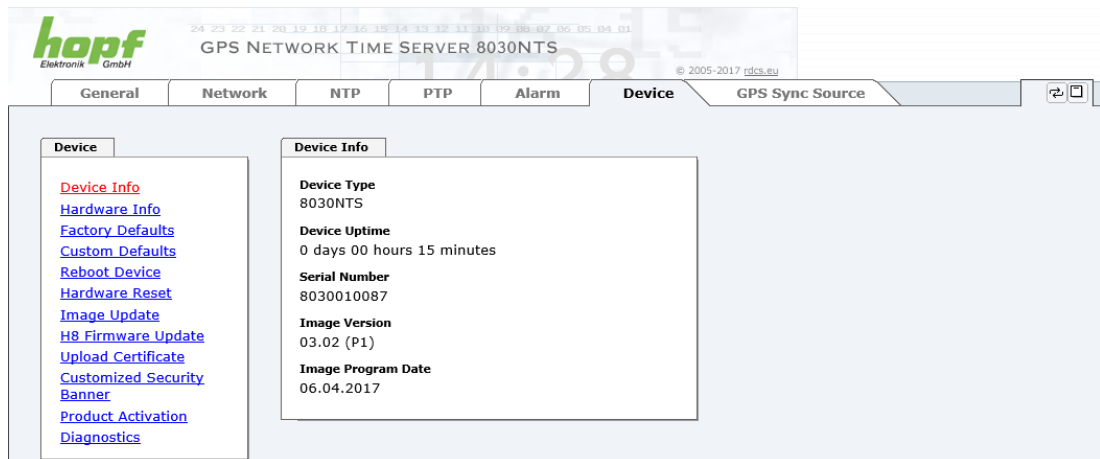 hopf
Elektronik GmbH
24 23 22 21 20 19 18 17 16 15 14 13 12 11 10 09 08 07 06 05 04 01
GPS NETWORK TIME SERVER 8030NTS
14:28
© 2005-2017 rdcs.eu
General Network NTP PTP Alarm Device GPS Sync Source
Device
Device Info
Hardware Info
Factory Defaults
Custom Defaults
Reboot Device
Hardware Reset
Image Update
H8 Firmware Update
Upload Certificate
Customized Security
Banner
Product Activation
Diagnostics
Device Info
Device Type
8030NTS
Device Uptime
0 days 00 hours 15 minutes
Serial Number
8030010087
Image Version
03.02 (P1)
Image Program Date
06.04.2017